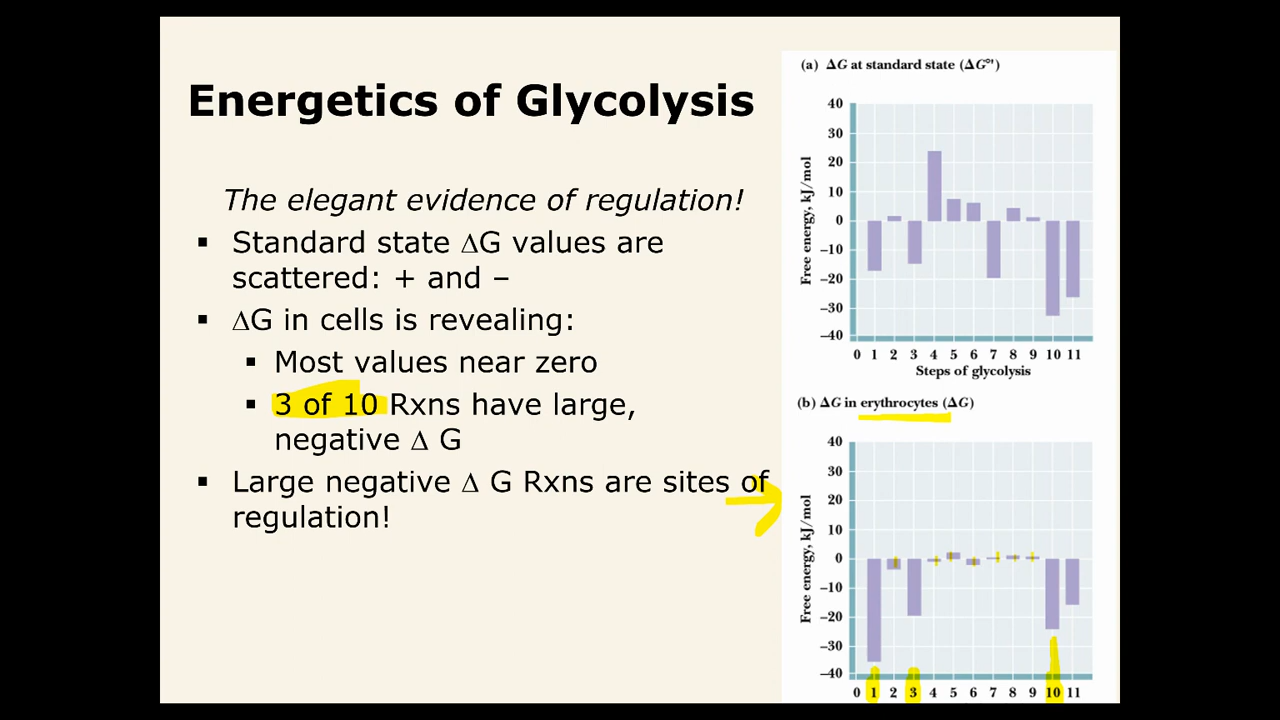 Energetics of Glycolysis
The elegant evidence of regulation!
▪ Standard state ΔG values are
scattered: + and –
▪ ΔG in cells is revealing:
▪ Most values near zero
▪ 3 of 10 Rxns have large,
negative Δ G
▪ Large negative Δ G Rxns are sites of
regulation!
(a) ΔG at standard state (ΔG°′)
Free energy, kJ/mol
40
30
20
10
0
−10
−20
−30
−40
0 1 2 3 4 5 6 7 8 9 10 11
Steps of glycolysis
(b) ΔG in erythrocytes (ΔG)
Free energy, kJ/mol
40
30
20
10
0
−10
−20
−30
−40
0 1 2 3 4 5 6 7 8 9 10 11